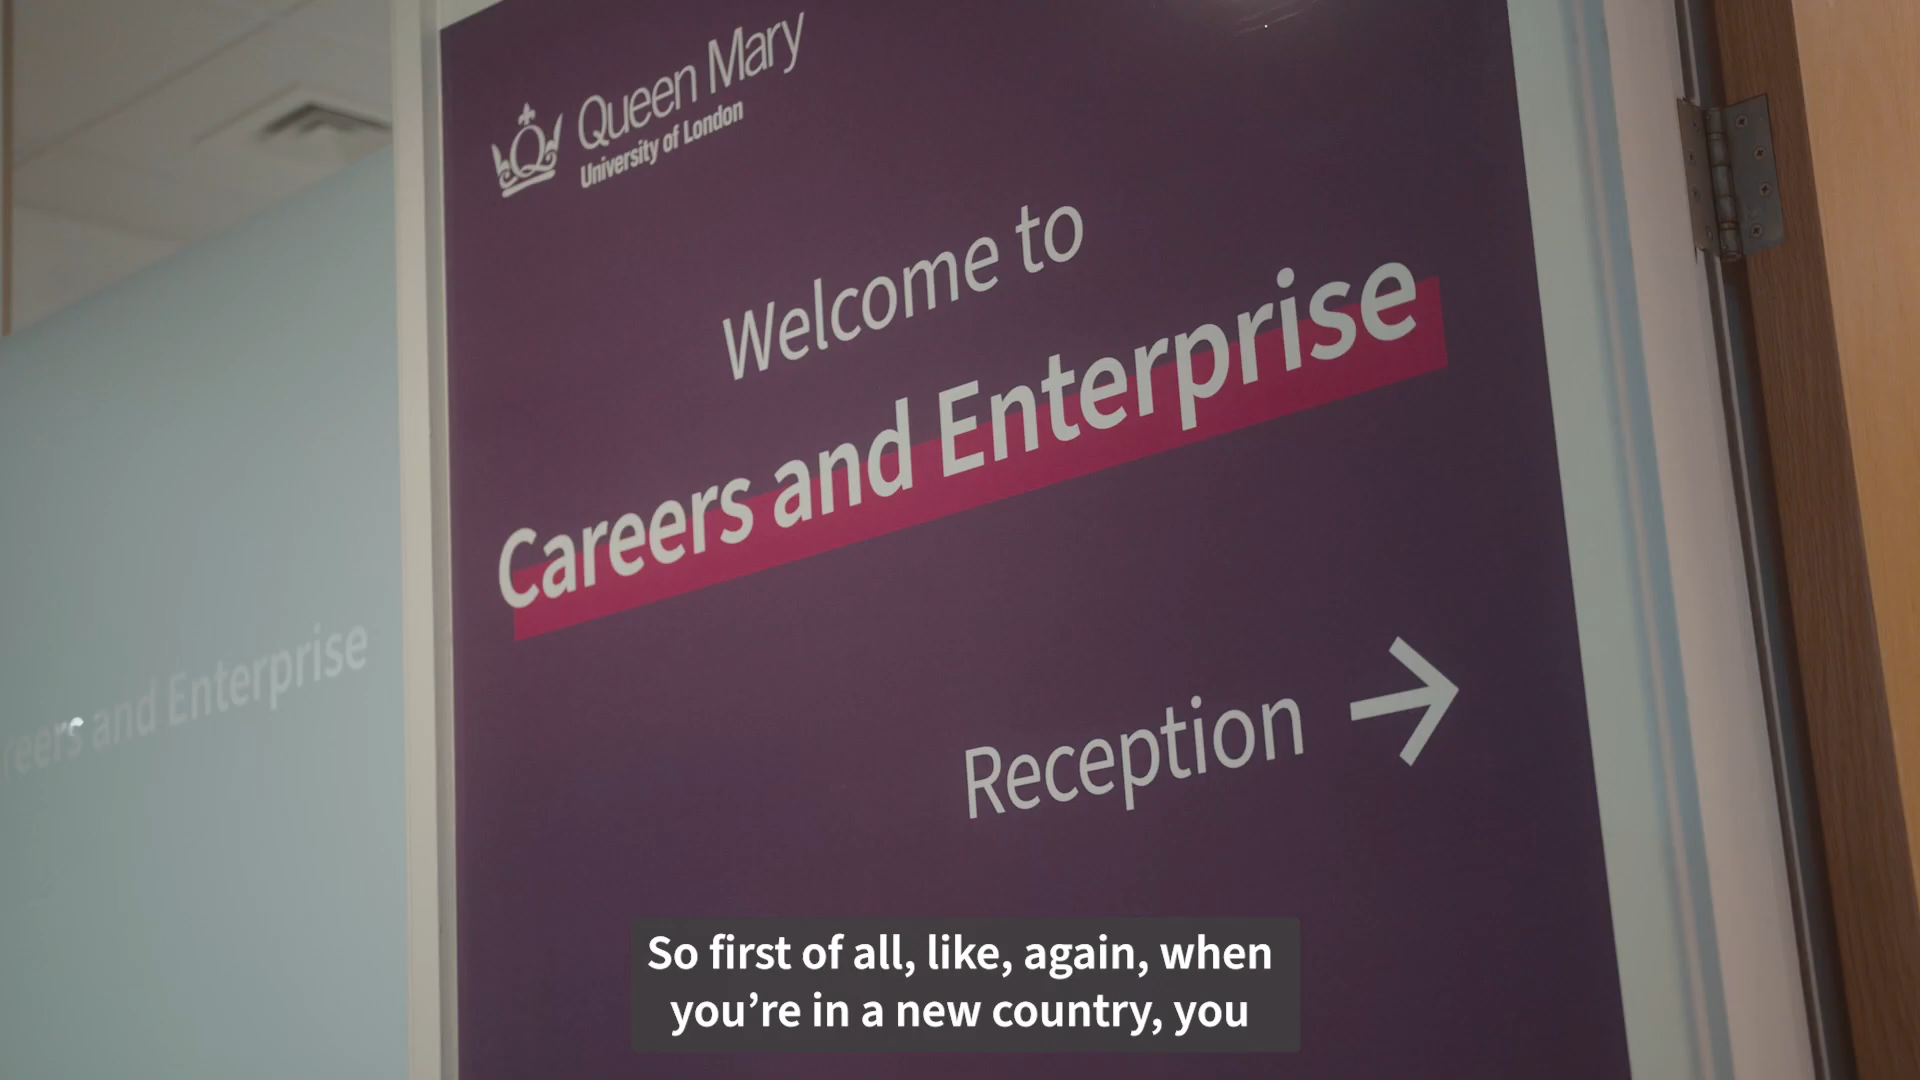 Queen Mary
University of London
Welcome to
Careers and Enterprise
Reception
reers and Enterprise
So first of all, like, again, when
you’re in a new country, you